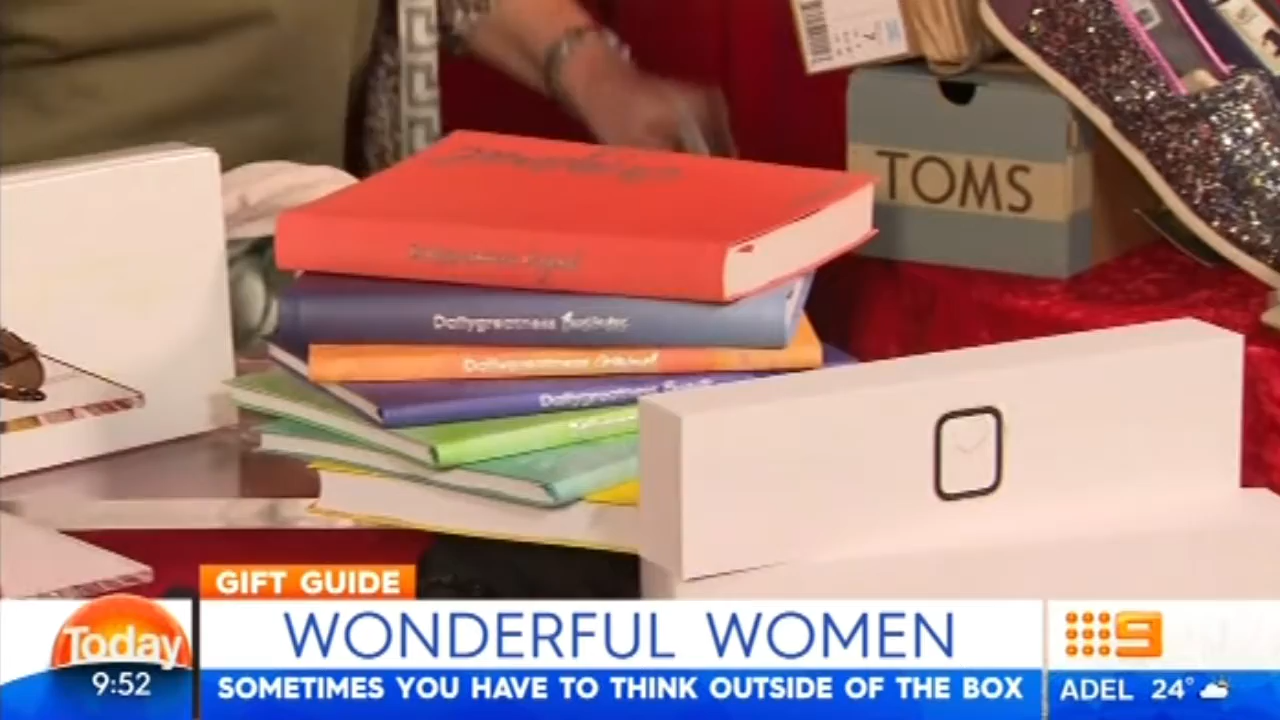 TOMS
Dailygreatness
Dailygreatness
Dailygreatness
GIFT GUIDE
WONDERFUL WOMEN
SOMETIMES YOU HAVE TO THINK OUTSIDE OF THE BOX
Today
9:52
9
ADEL 24°